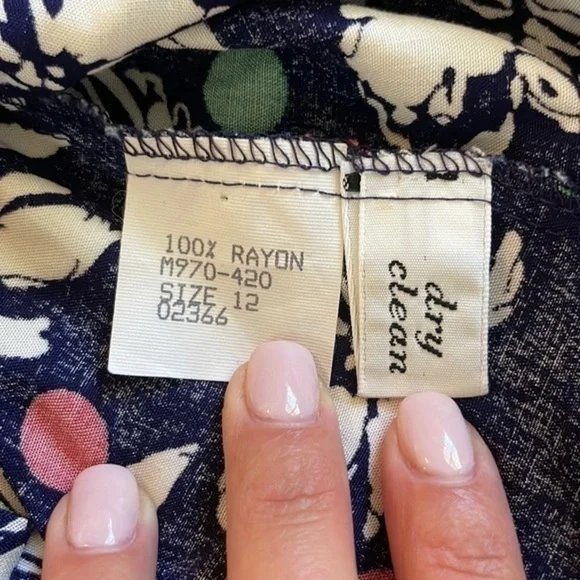 100% RAYON
M970-420
SIZE 12
02366
dry
clean